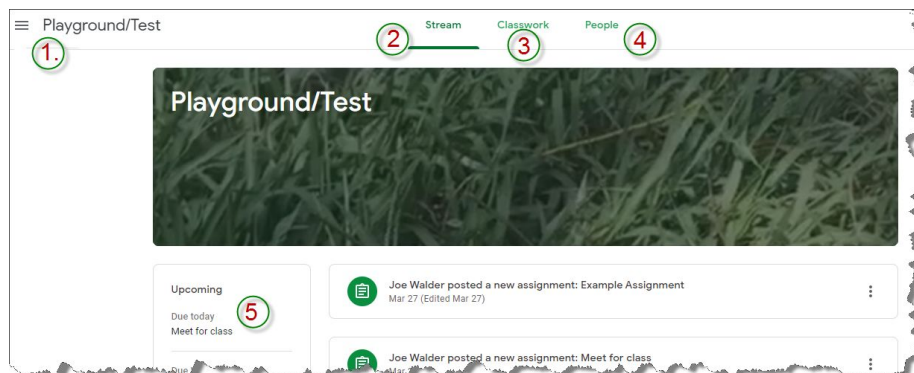 Playground/Test
Stream
Classwork
People
1.
2
3
4
Playground/Test
Upcoming
Due today
5
Meet for class
Due
Joe Walder posted a new assignment: Example Assignment
Mar 27 (Edited Mar 27)
Joe Walder posted a new assignment: Meet for class
Mar